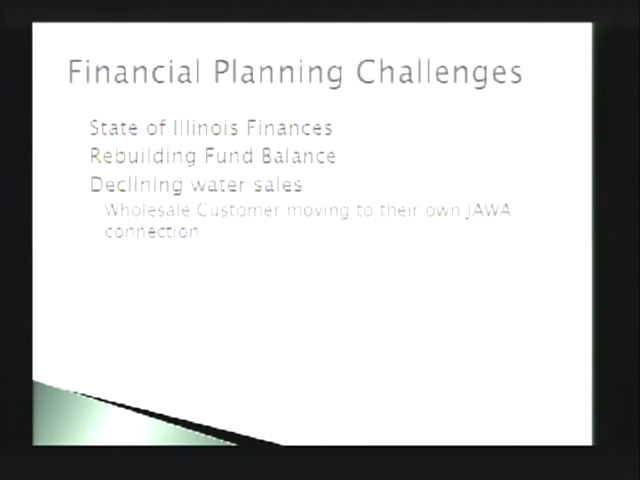 Financial Planning Challenges
State of Illinois Finances
Rebuilding Fund Balance
Declining water sales
Wholesale Customer moving to their own JAWA
connection